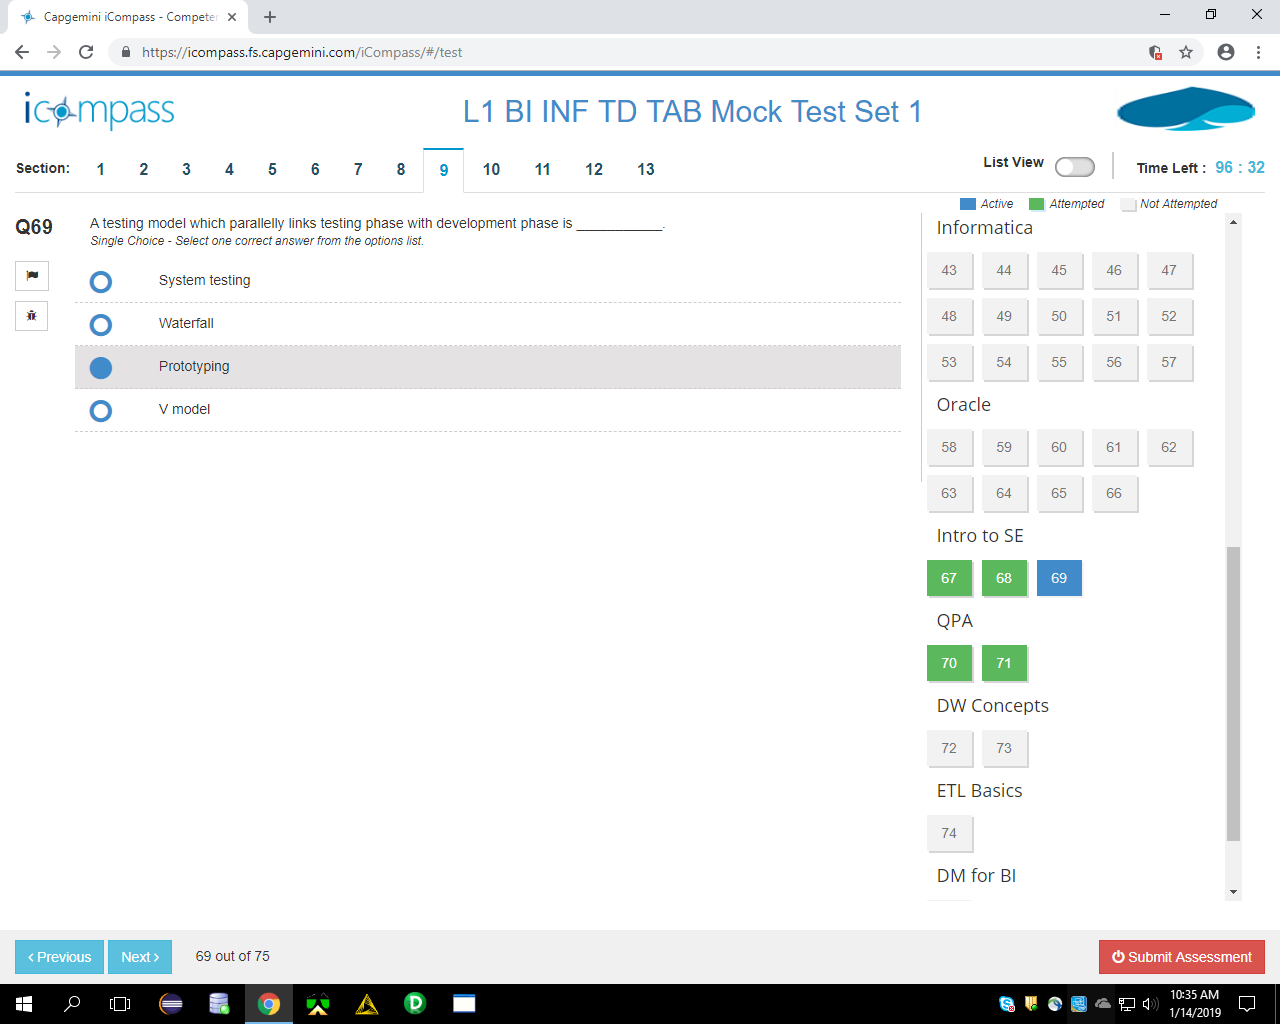 Capgemini iCompass - Competer
https://icompass.fs.capgemini.com/iCompass/#/test
icompass
L1 BI INF TD TAB Mock Test Set 1
Section: 1 2 3 4 5 6 7 8 9 10 11 12 13
List View
Time Left : 96 : 32
Active Attempted Not Attempted
Q69
A testing model which parallelly links testing phase with development phase is ___________.
Single Choice - Select one correct answer from the options list.
System testing
Waterfall
Prototyping
V model
Informatica
43 44 45 46 47
48 49 50 51 52
53 54 55 56 57
Oracle
58 59 60 61 62
63 64 65 66
Intro to SE
67 68 69
QPA
70 71
DW Concepts
72 73
ETL Basics
74
DM for BI
Previous
Next
69 out of 75
Submit Assessment
10:35 AM
1/14/2019